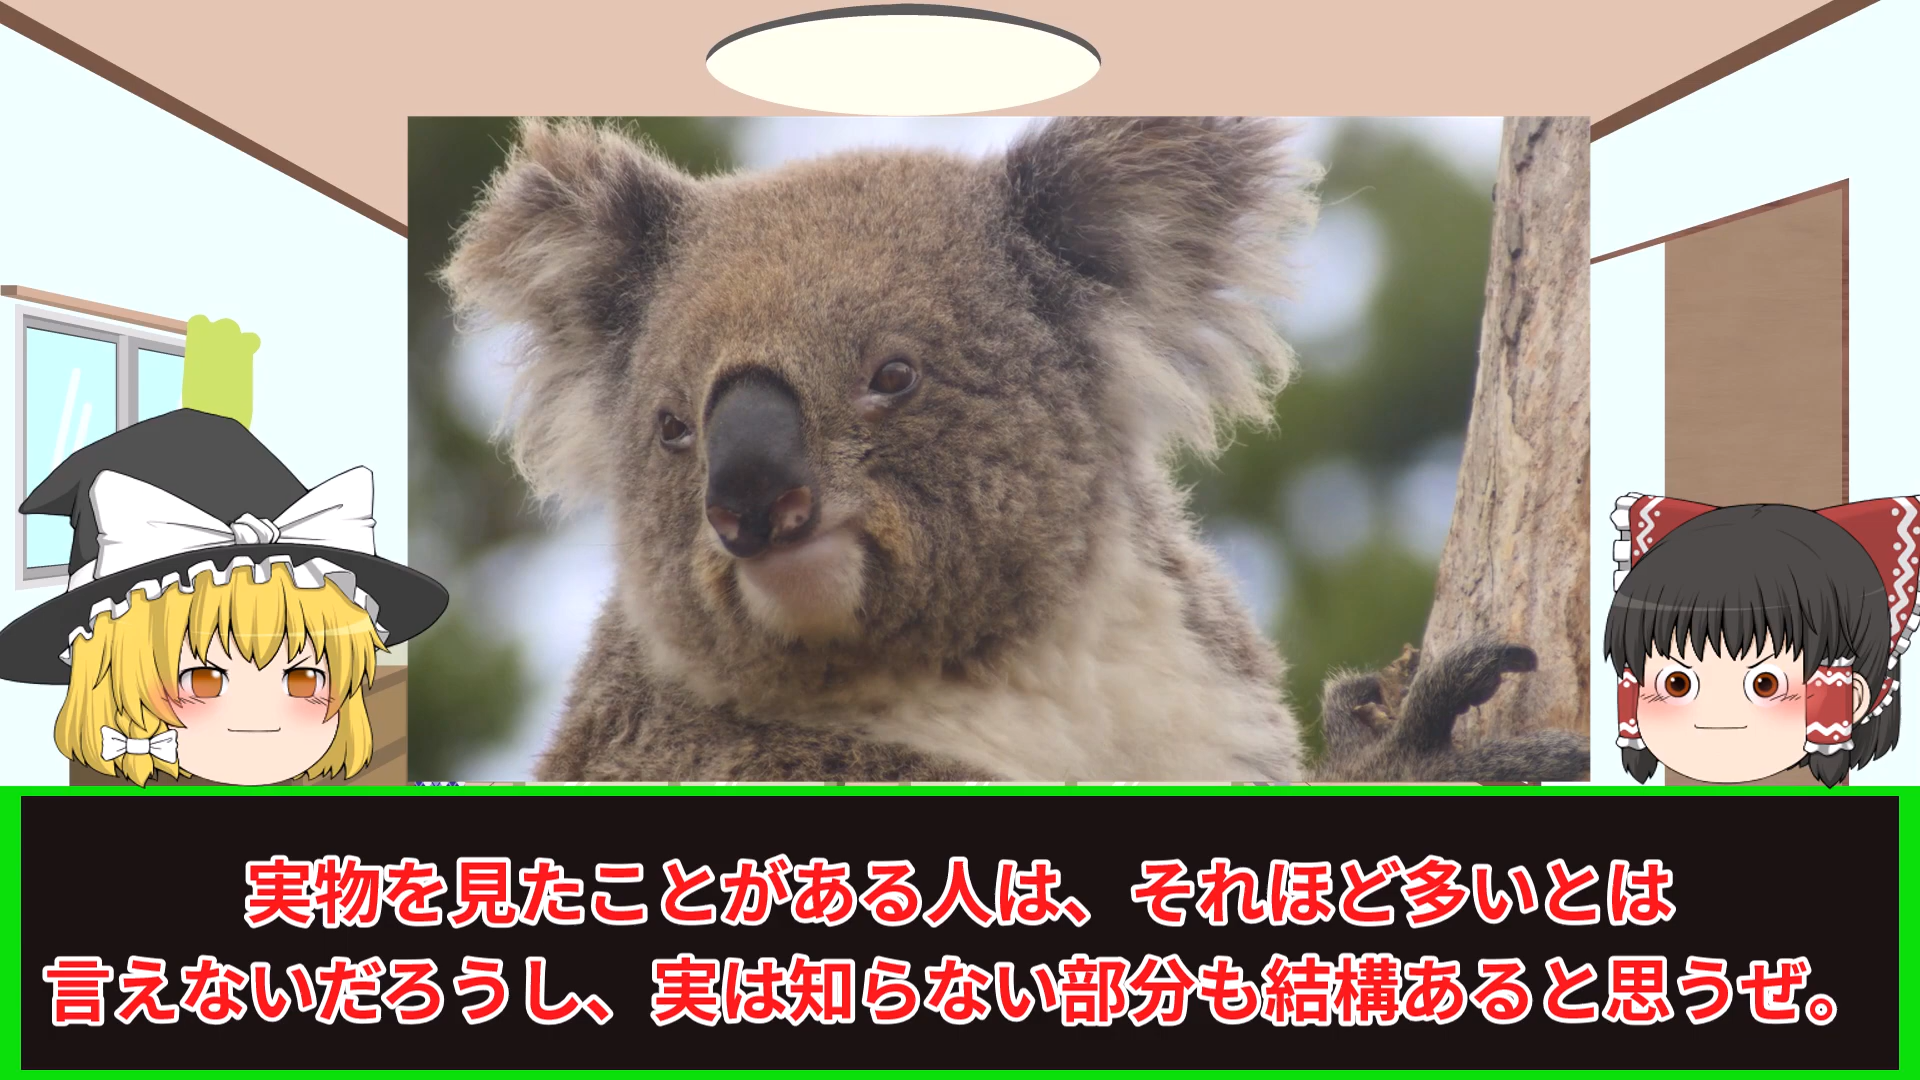 実物を見たことがある人は、それほど多いとは
言えないだろうし、実は知らない部分も結構あると思うぜ。